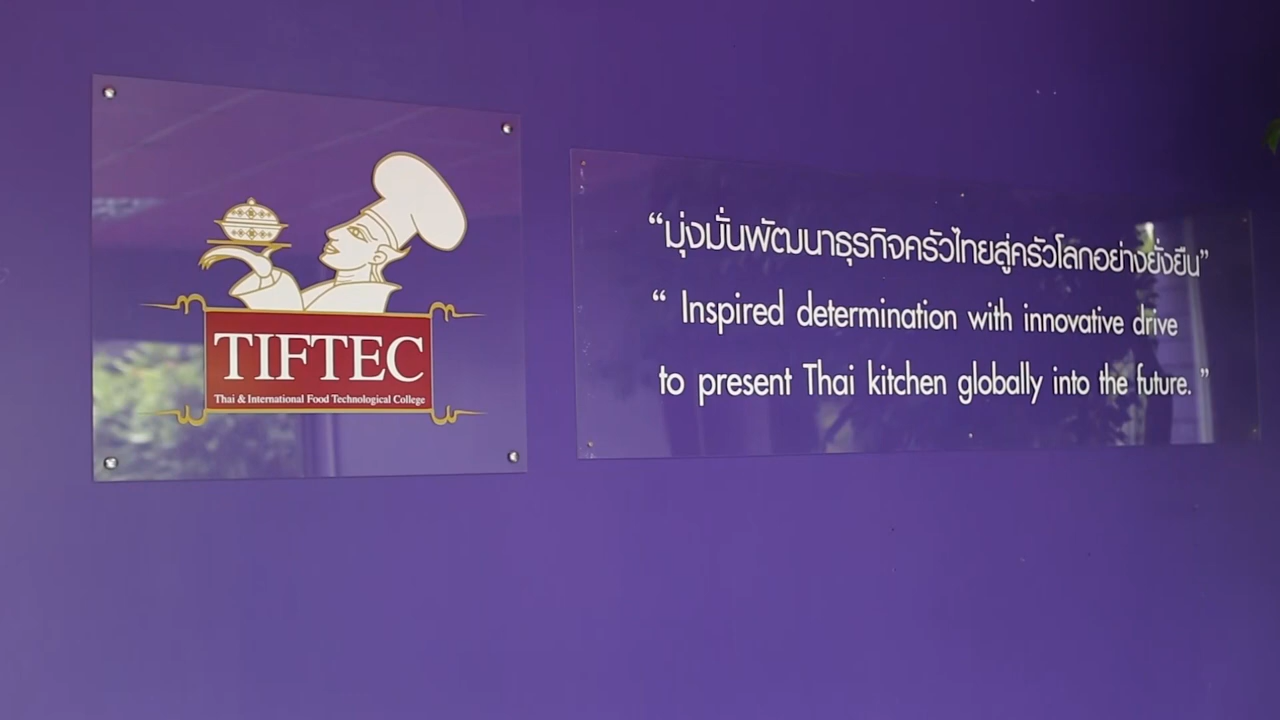 TIFTEC
Thai & International Food Technological College
“มุ่งมั่นพัฒนาธุรกิจครัวไทยสู่ครัวโลกอย่างยั่งยืน”
“ Inspired determination with innovative drive
to present Thai kitchen globally into the future. ”